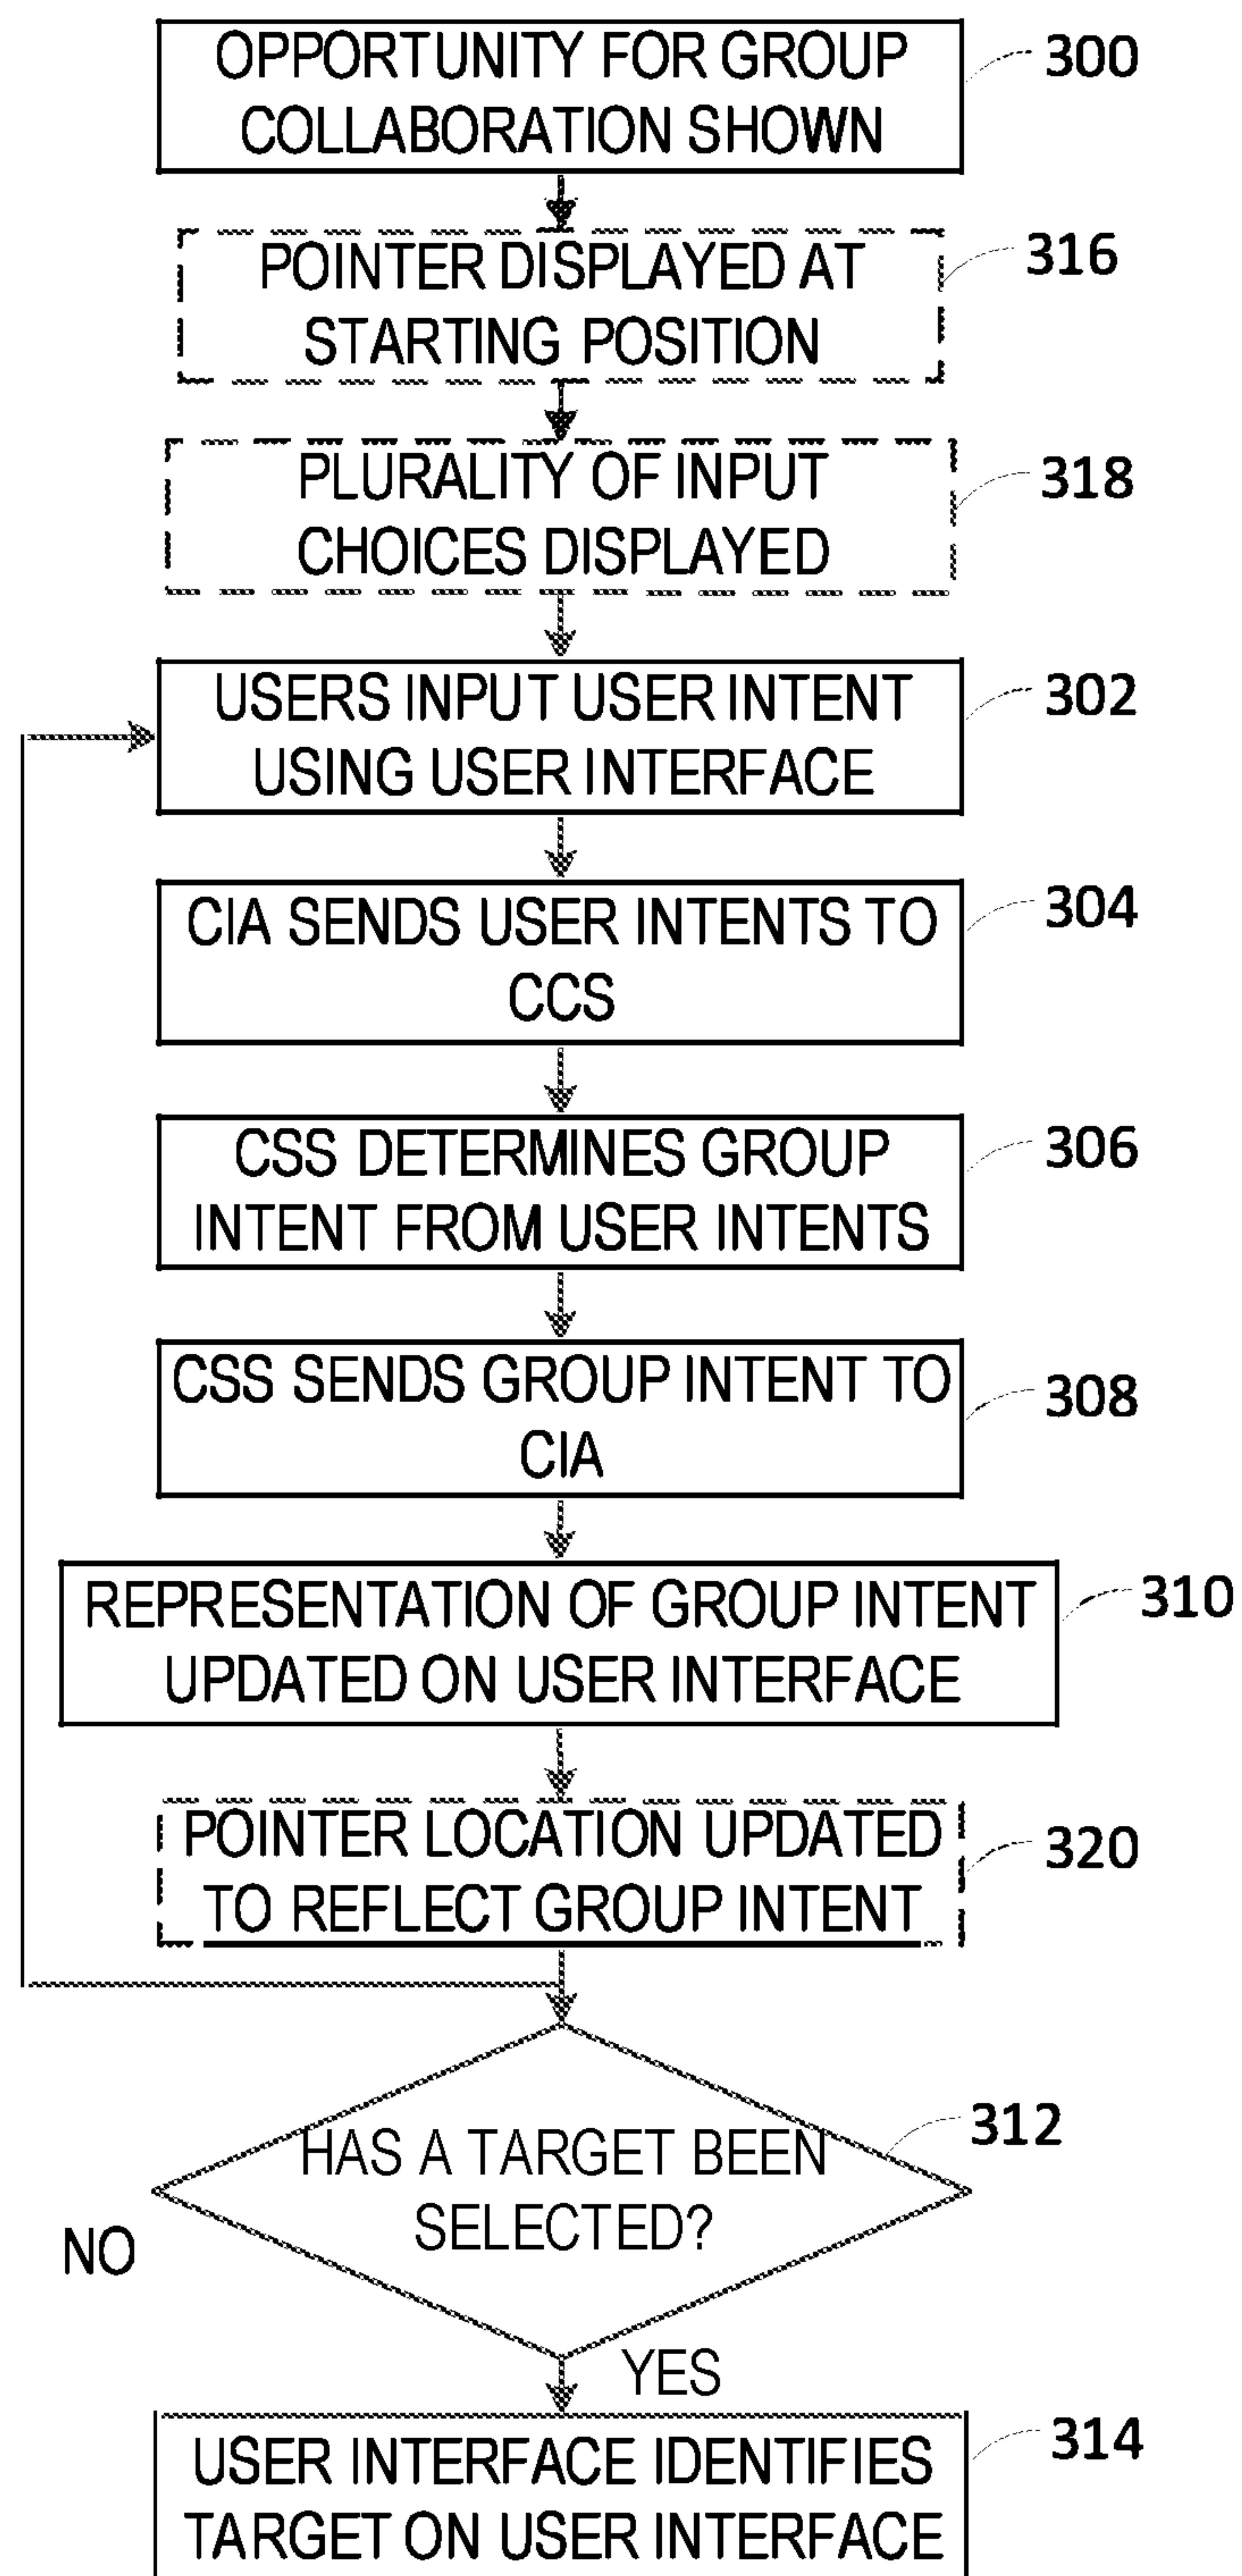 OPPORTUNITY FOR GROUP
COLLABORATION SHOWN
300
POINTER DISPLAYED AT
STARTING POSITION
316
PLURALITY OF INPUT
CHOICES DISPLAYED
318
USERS INPUT USER INTENT
USING USER INTERFACE
302
CIA SENDS USER INTENTS TO
CCS
304
CSS DETERMINES GROUP
INTENT FROM USER INTENTS
306
CSS SENDS GROUP INTENT TO
CIA
308
REPRESENTATION OF GROUP INTENT
UPDATED ON USER INTERFACE
310
POINTER LOCATION UPDATED
TO REFLECT GROUP INTENT
320
HAS A TARGET BEEN
SELECTED?
312
NO
YES
USER INTERFACE IDENTIFIES
TARGET ON USER INTERFACE
314